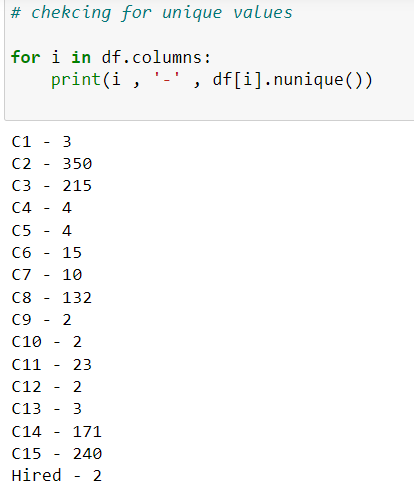 # chekcing for unique values
for i in df.columns:
    print(i , '-' , df[i].nunique())
C1 - 3
C2 - 350
C3 - 215
C4 - 4
C5 - 4
C6 - 15
C7 - 10
C8 - 132
C9 - 2
C10 - 2
C11 - 23
C12 - 2
C13 - 3
C14 - 171
C15 - 240
Hired - 2